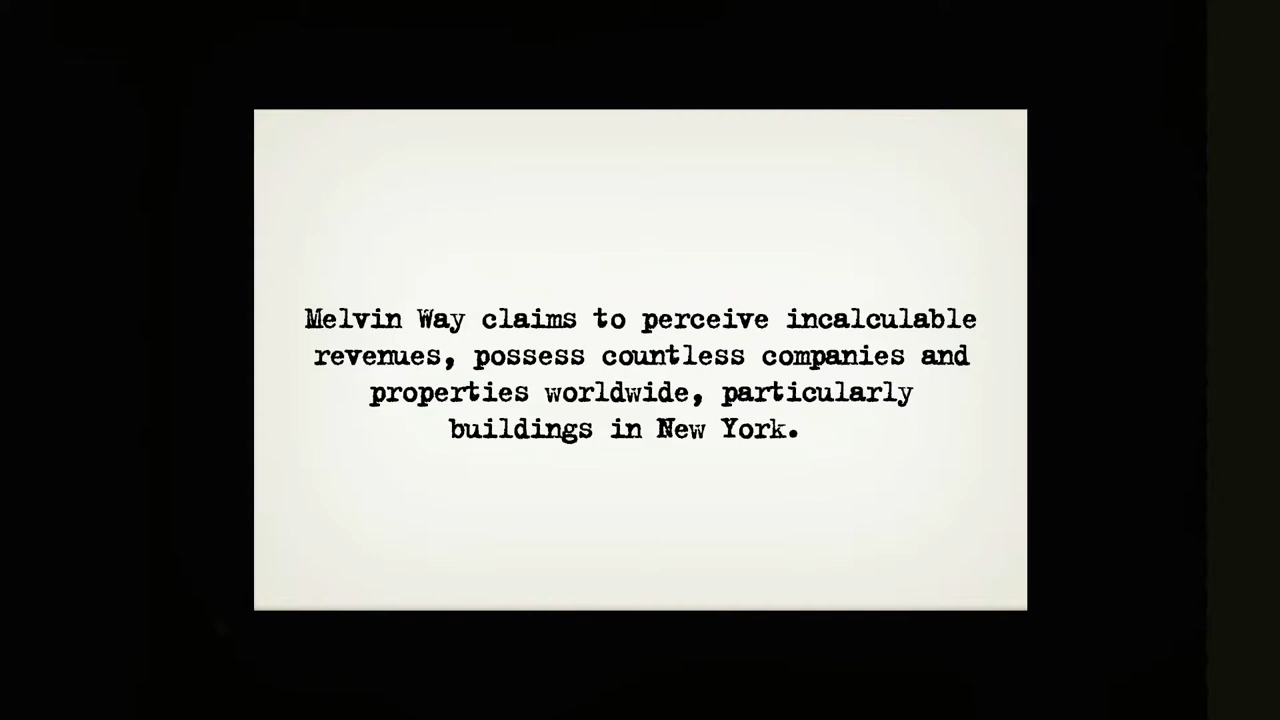 Melvin Way claims to perceive incalculable
revenues, possess countless companies and
properties worldwide, particularly
buildings in New York.